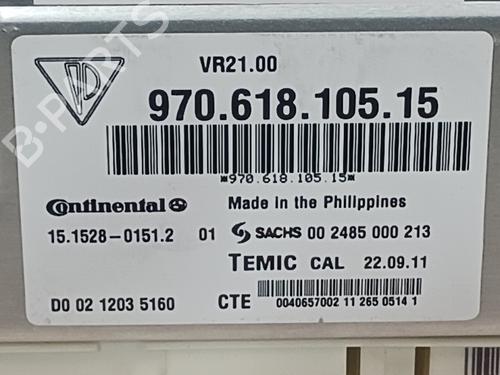 VR21.00
970.618.105.15
*970.618.105.15*
Continental
Made in the Philippines
15.1528-0151.2 01 SACHS 00 2485 000 213
TEMIC CAL 22.09.11
D0 02 1203 5160 CTE 0040657002 11 265 0514 1
B-PARTS